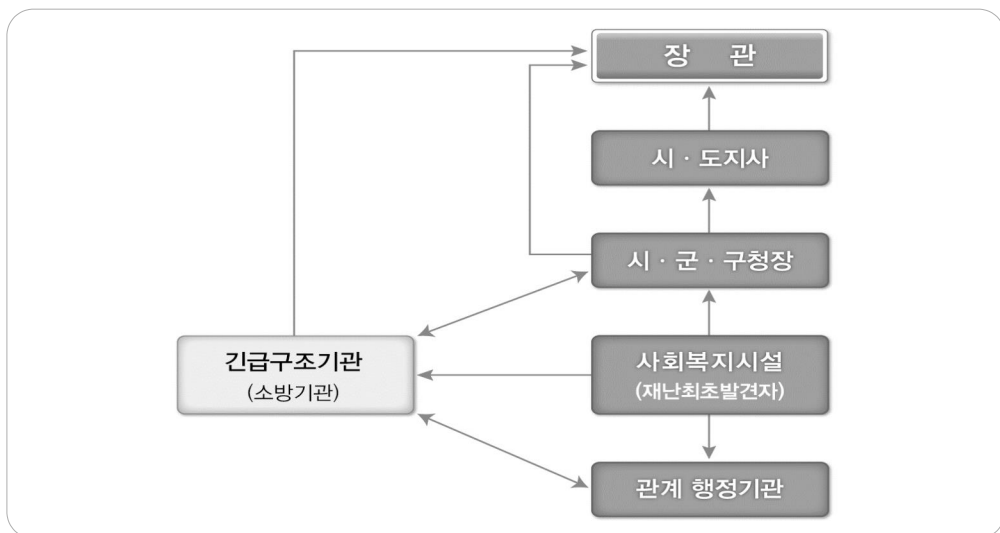 장 관
시 · 도지사
시 · 군 · 구청장
긴급구조기관
(소방기관)
사회복지시설
(재난최초발견자)
관계 행정기관